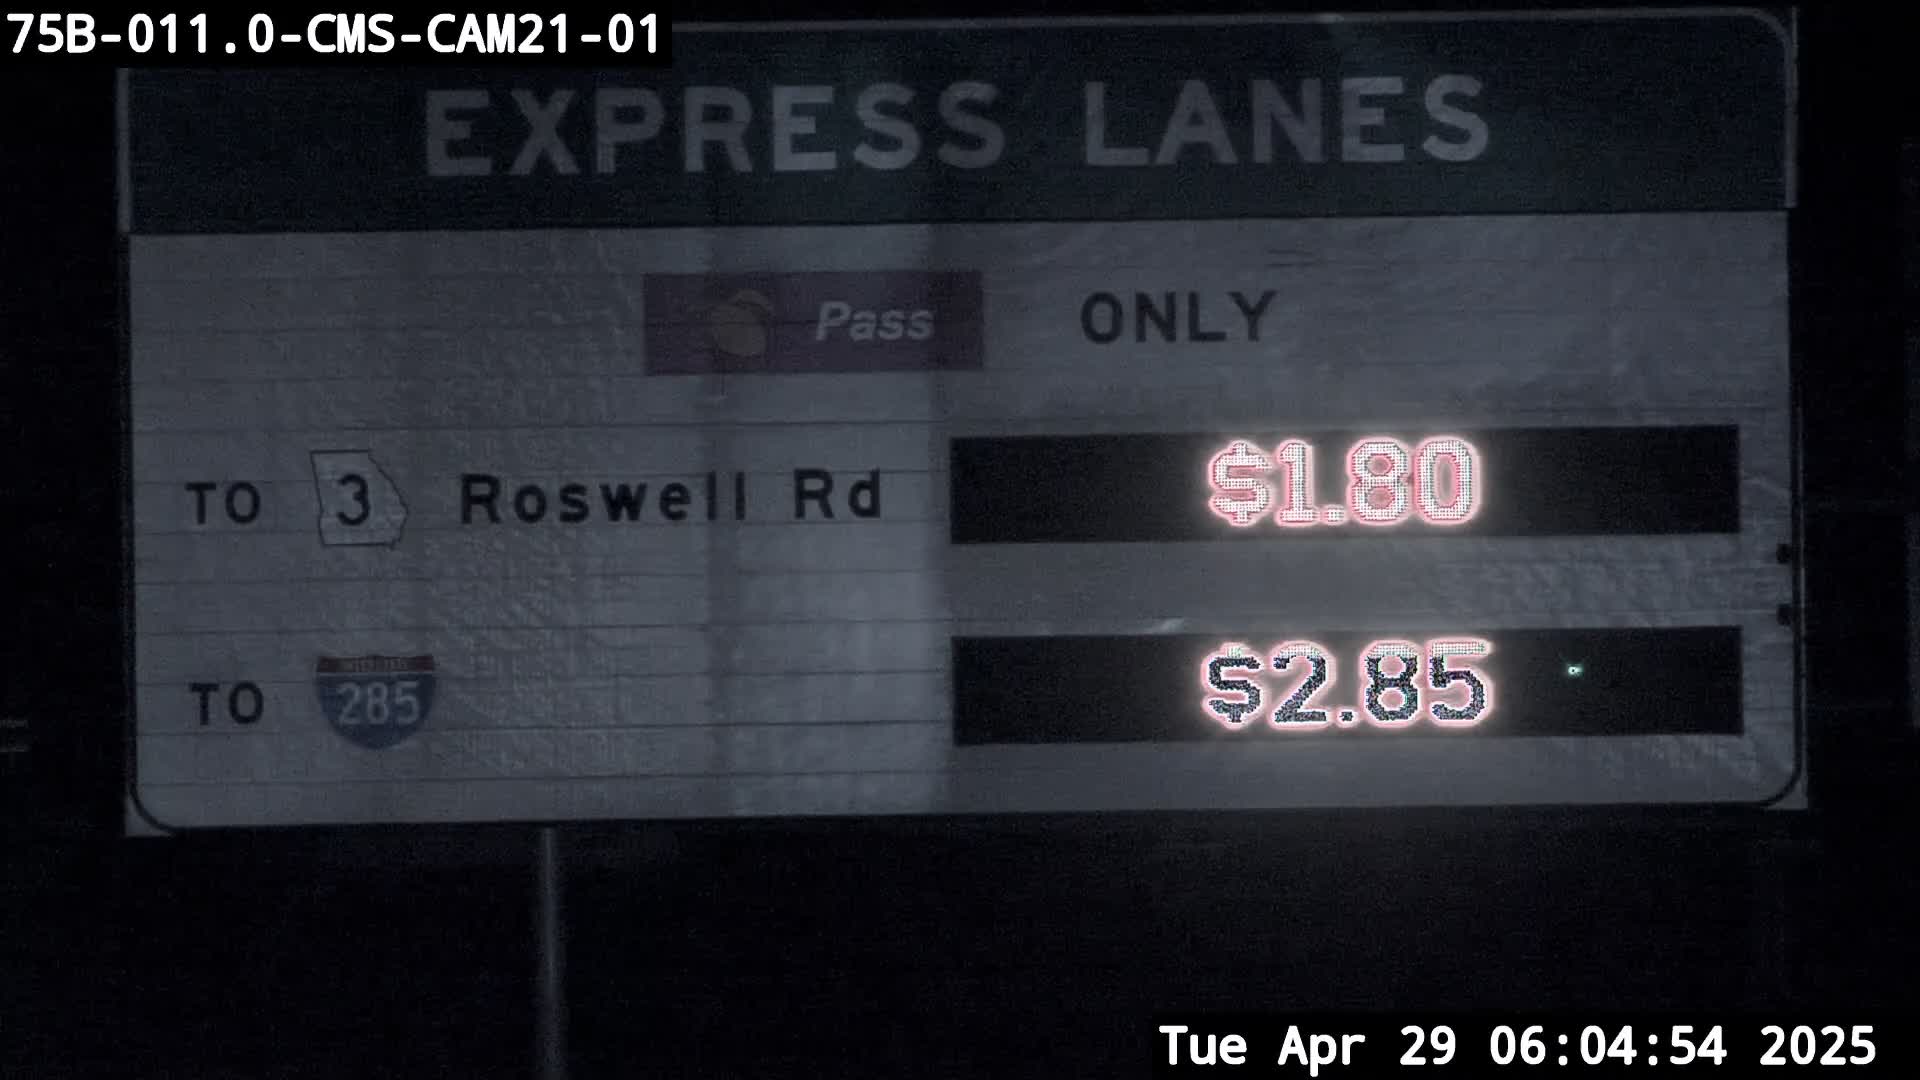 75B-011.0-CMS-CAM21-01
EXPRESS LANES
Pass ONLY
TO 3 Roswell Rd $1.80
TO 285 $2.85
Tue Apr 29 06:04:54 2025